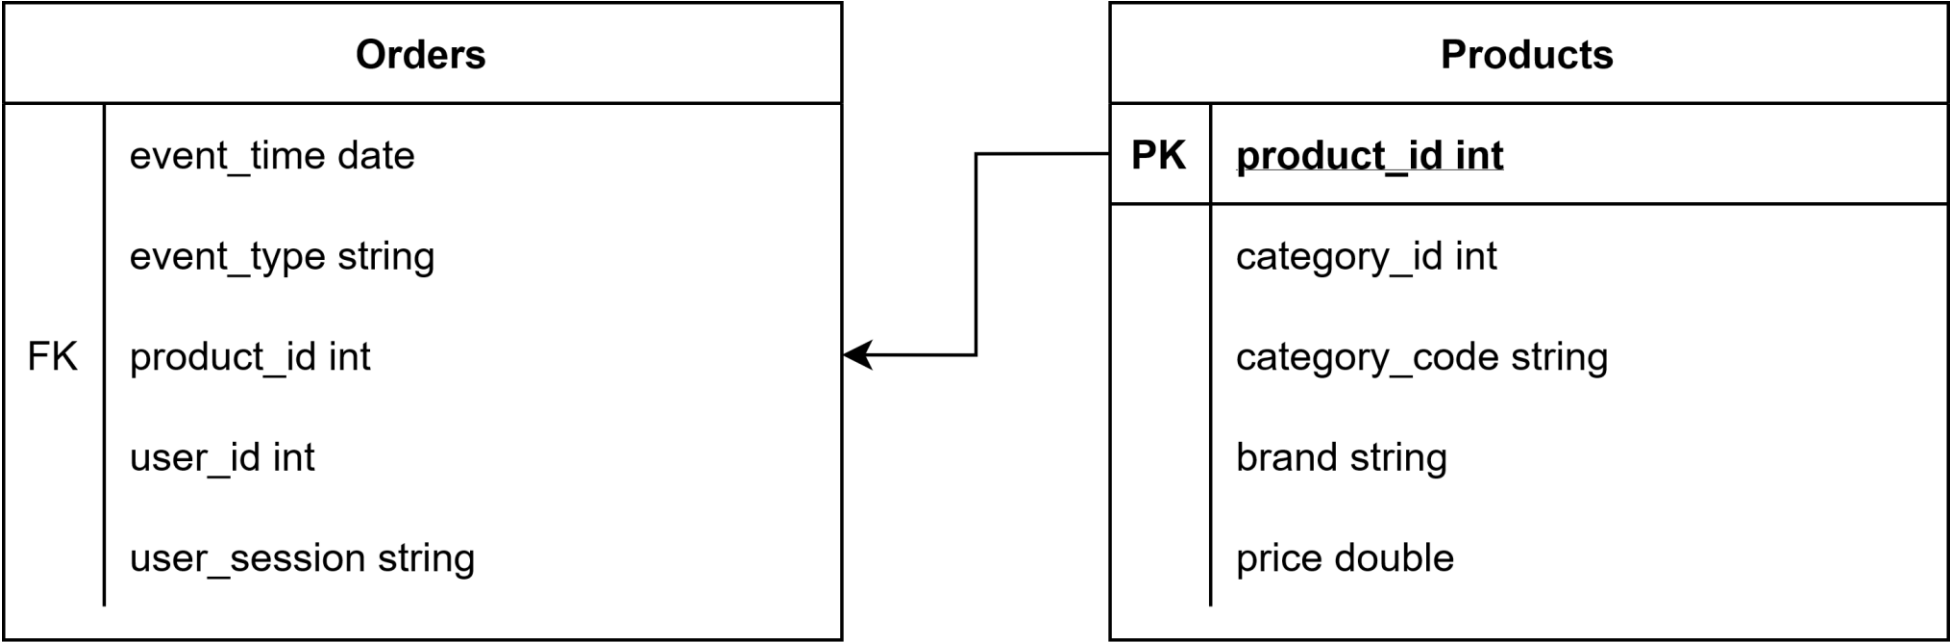 Orders
event_time date
event_type string
FK
product_id int
user_id int
user_session string
Products
PK
product_id int
category_id int
category_code string
brand string
price double